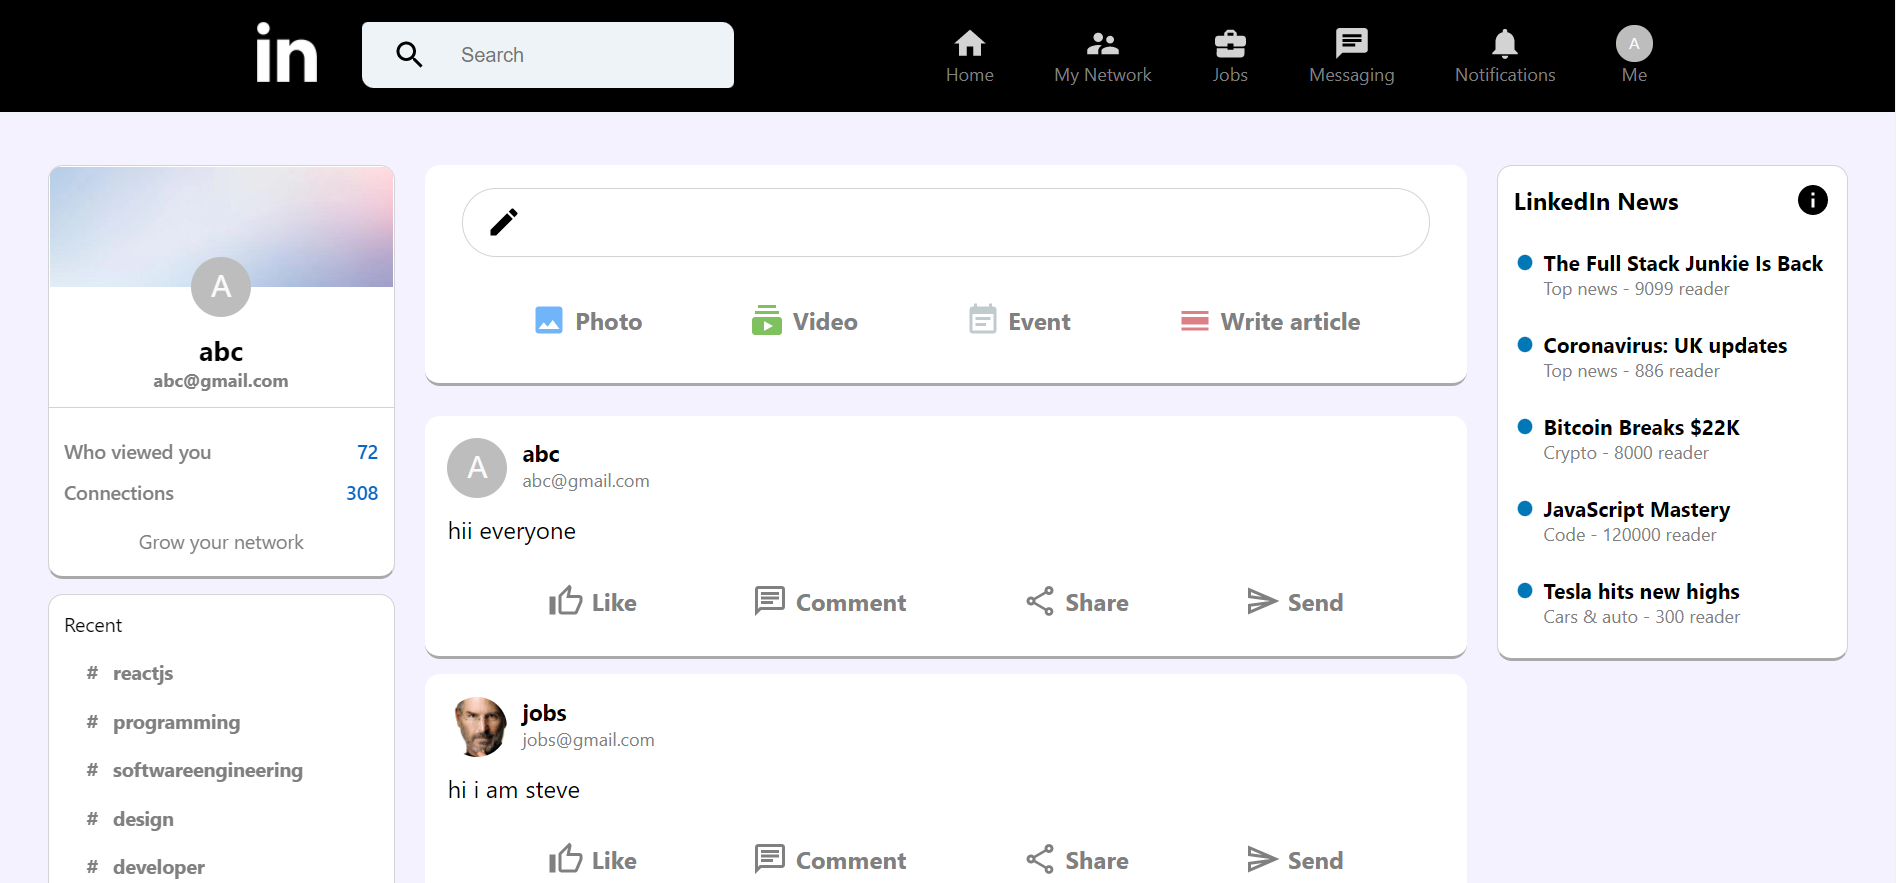 in
Search
Home
My Network
Jobs
Messaging
Notifications
A
Me
A
abc
abc@gmail.com
Who viewed you 72
Connections 308
Grow your network
Recent
# reactjs
# programming
# softwareengineering
# design
# developer
Photo
Video
Event
Write article
A
abc
abc@gmail.com
hii everyone
Like
Comment
Share
Send
jobs
jobs@gmail.com
hi i am steve
Like
Comment
Share
Send
LinkedIn News
The Full Stack Junkie Is Back
Top news - 9099 reader
Coronavirus: UK updates
Top news - 886 reader
Bitcoin Breaks $22K
Crypto - 8000 reader
JavaScript Mastery
Code - 120000 reader
Tesla hits new highs
Cars & auto - 300 reader